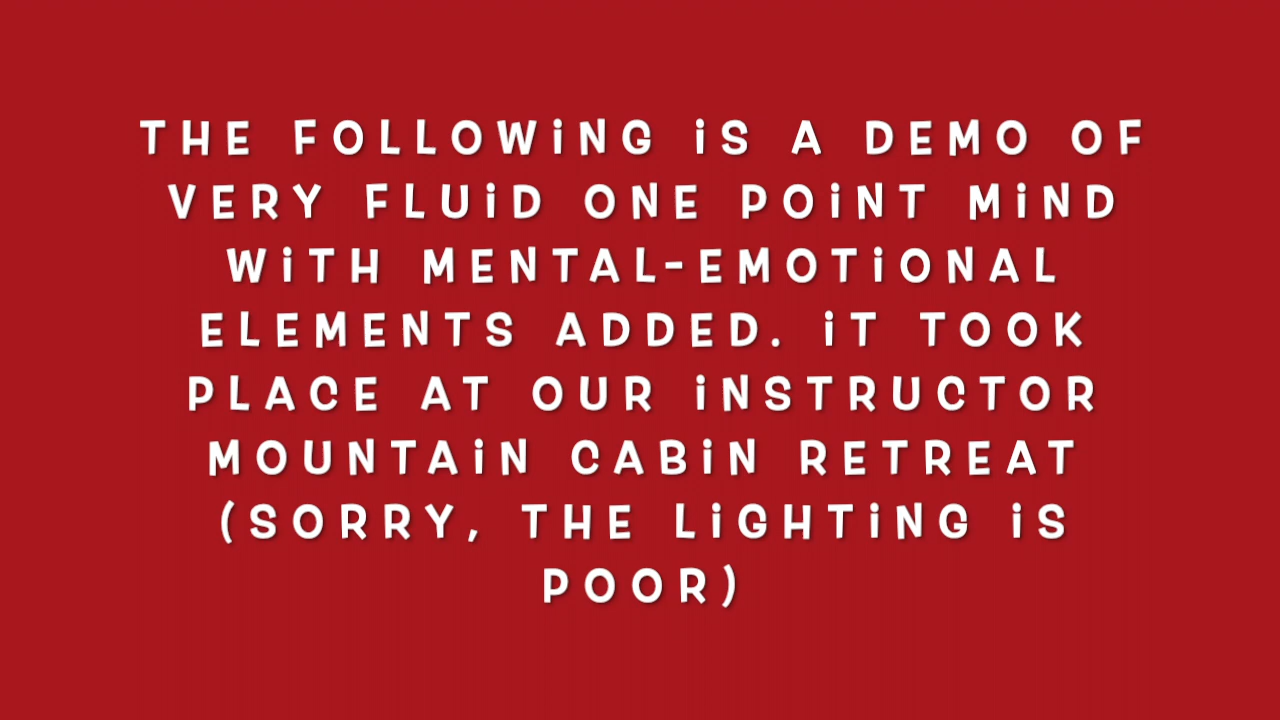 THE FOLLOWiNG iS A DEMO OF
VERY FLUiD ONE POiNT MiND
WiTH MENTAL-EMOTiONAL
ELEMENTS ADDED. iT TOOK
PLACE AT OUR iNSTRUCTOR
MOUNTAiN CABiN RETREAT
(SORRY, THE LiGHTiNG iS
POOR)